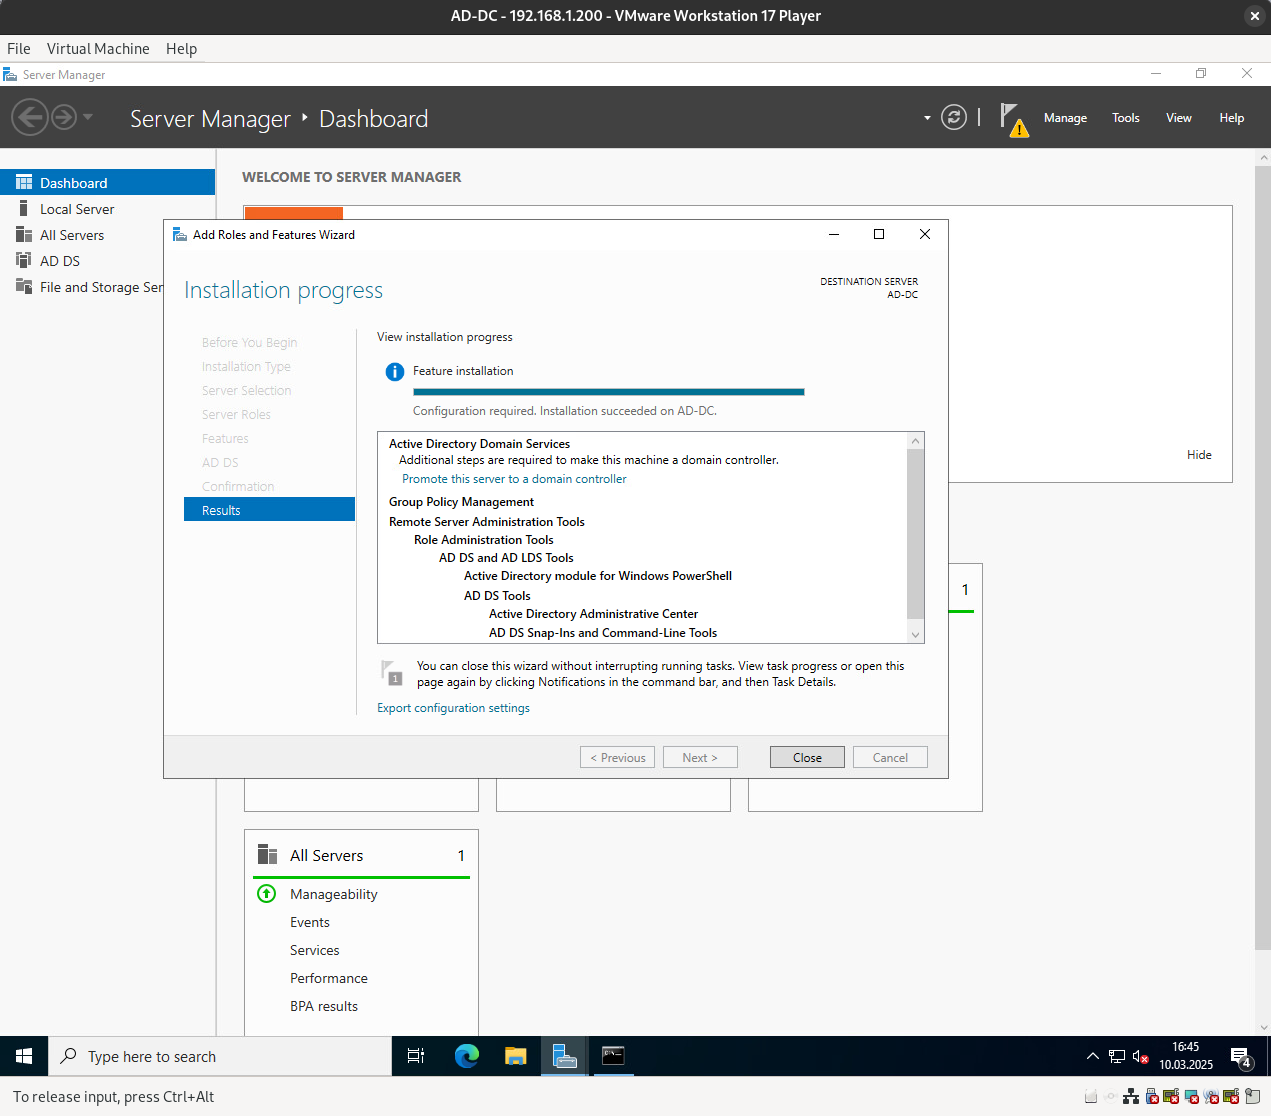 AD-DC - 192.168.1.200 - VMware Workstation 17 Player
File Virtual Machine Help
Server Manager
Server Manager Dashboard
Manage Tools View Help
Dashboard
Local Server
All Servers
AD DS
File and Storage Ser
WELCOME TO SERVER MANAGER
Add Roles and Features Wizard
Installation progress
DESTINATION SERVER
AD-DC
Before You Begin
Installation Type
Server Selection
Server Roles
Features
AD DS
Confirmation
Results
View installation progress
Feature installation
Configuration required. Installation succeeded on AD-DC.
Active Directory Domain Services
Additional steps are required to make this machine a domain controller.
Promote this server to a domain controller
Group Policy Management
Remote Server Administration Tools
Role Administration Tools
AD DS and AD LDS Tools
Active Directory module for Windows PowerShell
AD DS Tools
Active Directory Administrative Center
AD DS Snap-Ins and Command-Line Tools
1
You can close this wizard without interrupting running tasks. View task progress or open this
page again by clicking Notifications in the command bar, and then Task Details.
Export configuration settings
< Previous Next > Close Cancel
Hide
1
All Servers 1
Manageability
Events
Services
Performance
BPA results
Type here to search
16:45
10.03.2025
4
To release input, press Ctrl+Alt